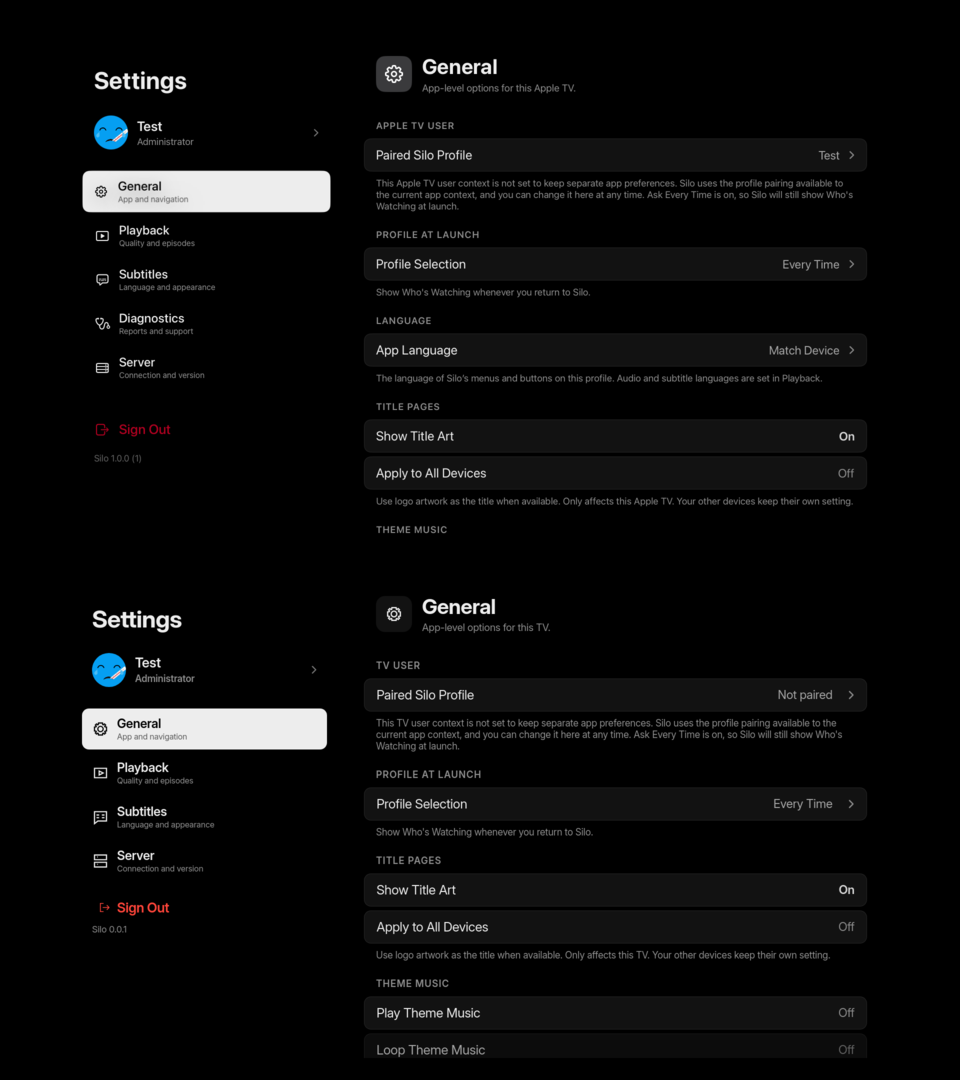 Settings
Test
Administrator
General
App and navigation
Playback
Quality and episodes
Subtitles
Language and appearance
Diagnostics
Reports and support
Server
Connection and version
Sign Out
Silo 1.0.0 (1)
General
App-level options for this Apple TV.
APPLE TV USER
Paired Silo Profile Test
This Apple TV user context is not set to keep separate app preferences. Silo uses the profile pairing available to
the current app context, and you can change it here at any time. Ask Every Time is on, so Silo will still show Who's
Watching at launch.
PROFILE AT LAUNCH
Profile Selection Every Time
Show Who's Watching whenever you return to Silo.
LANGUAGE
App Language Match Device
The language of Silo's menus and buttons on this profile. Audio and subtitle languages are set in Playback.
TITLE PAGES
Show Title Art On
Apply to All Devices Off
Use logo artwork as the title when available. Only affects this Apple TV. Your other devices keep their own setting.
THEME MUSIC
Settings
Test
Administrator
General
App and navigation
Playback
Quality and episodes
Subtitles
Language and appearance
Server
Connection and version
Sign Out
Silo 0.0.1
General
App-level options for this TV.
TV USER
Paired Silo Profile Not paired
This TV user context is not set to keep separate app preferences. Silo uses the profile pairing available to the
current app context, and you can change it here at any time. Ask Every Time is on, so Silo will still show Who's
Watching at launch.
PROFILE AT LAUNCH
Profile Selection Every Time
Show Who's Watching whenever you return to Silo.
TITLE PAGES
Show Title Art On
Apply to All Devices Off
Use logo artwork as the title when available. Only affects this TV. Your other devices keep their own setting.
THEME MUSIC
Play Theme Music Off
Loop Theme Music Off